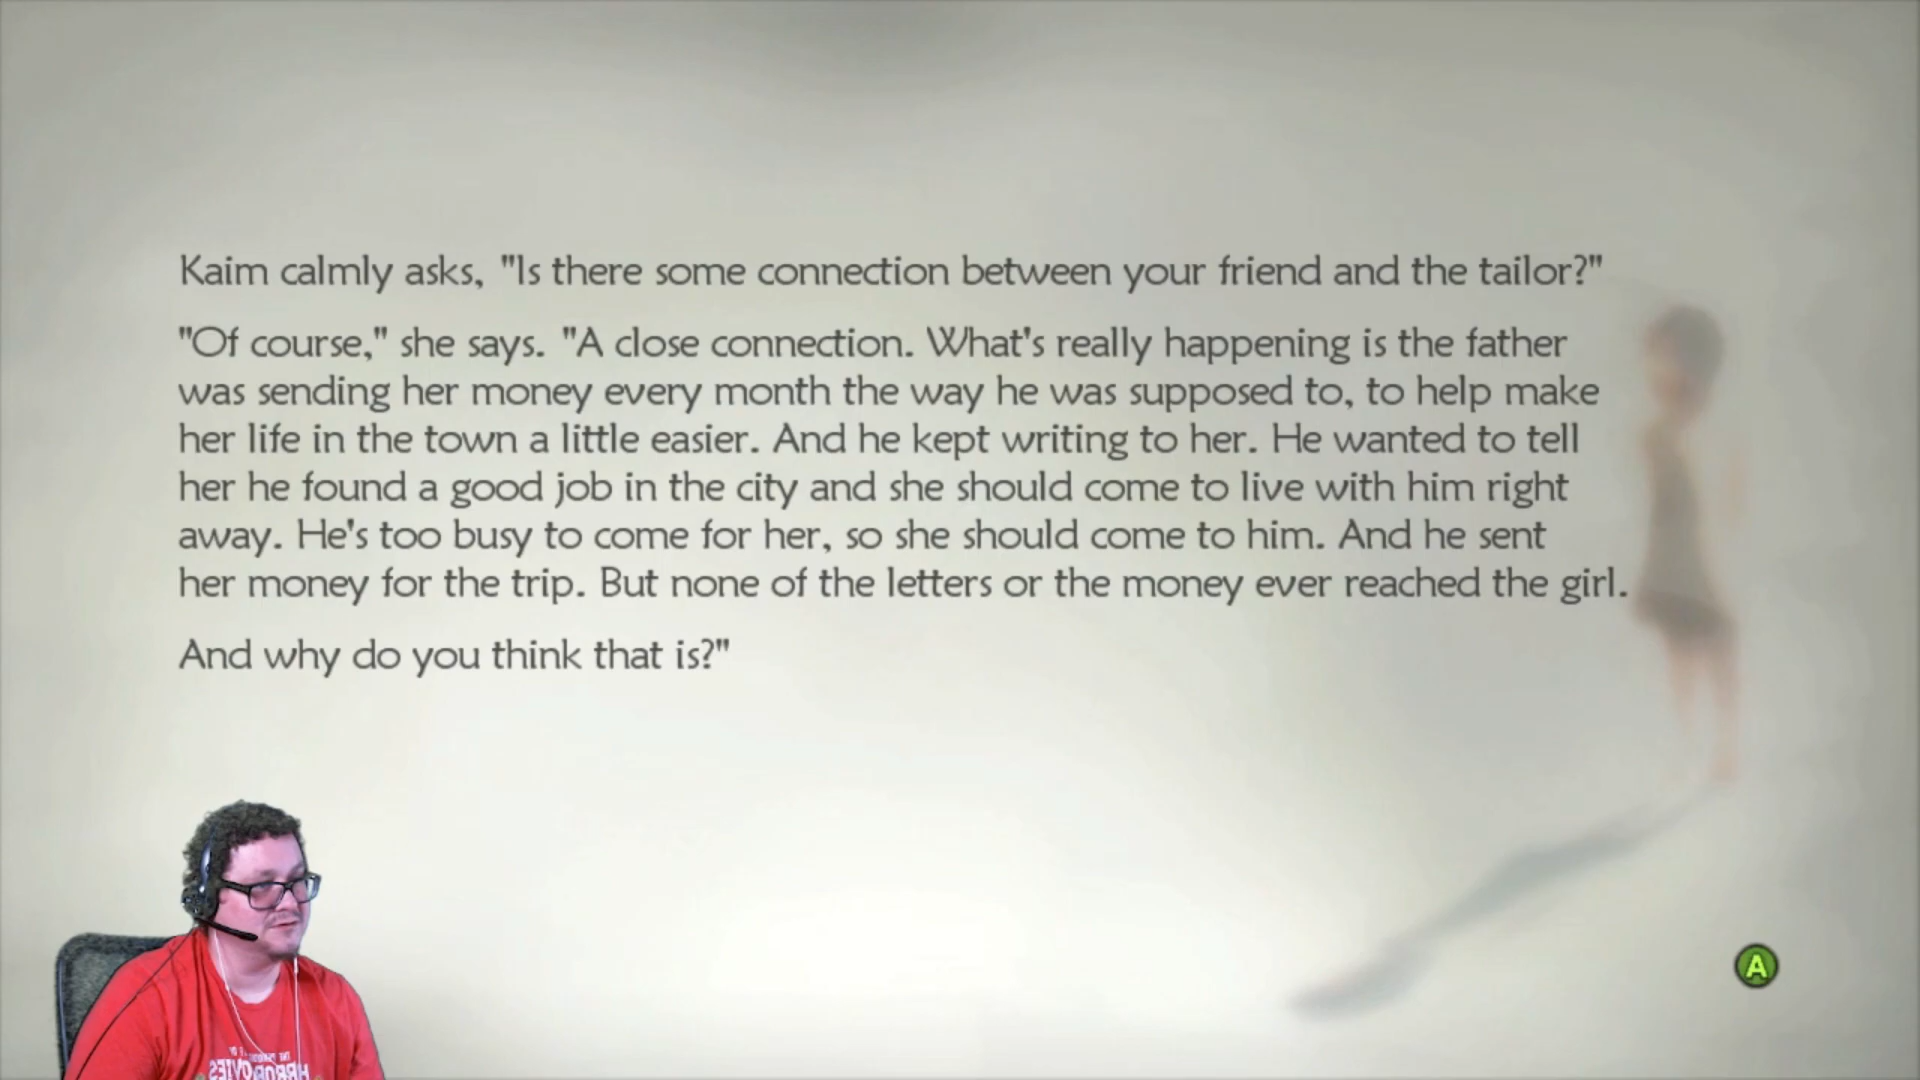 Kaim calmly asks, "Is there some connection between your friend and the tailor?"
"Of course," she says. "A close connection. What's really happening is the father
was sending her money every month the way he was supposed to, to help make
her life in the town a little easier. And he kept writing to her. He wanted to tell
her he found a good job in the city and she should come to live with him right
away. He's too busy to come for her, so she should come to him. And he sent
her money for the trip. But none of the letters or the money ever reached the girl.
And why do you think that is?"
A